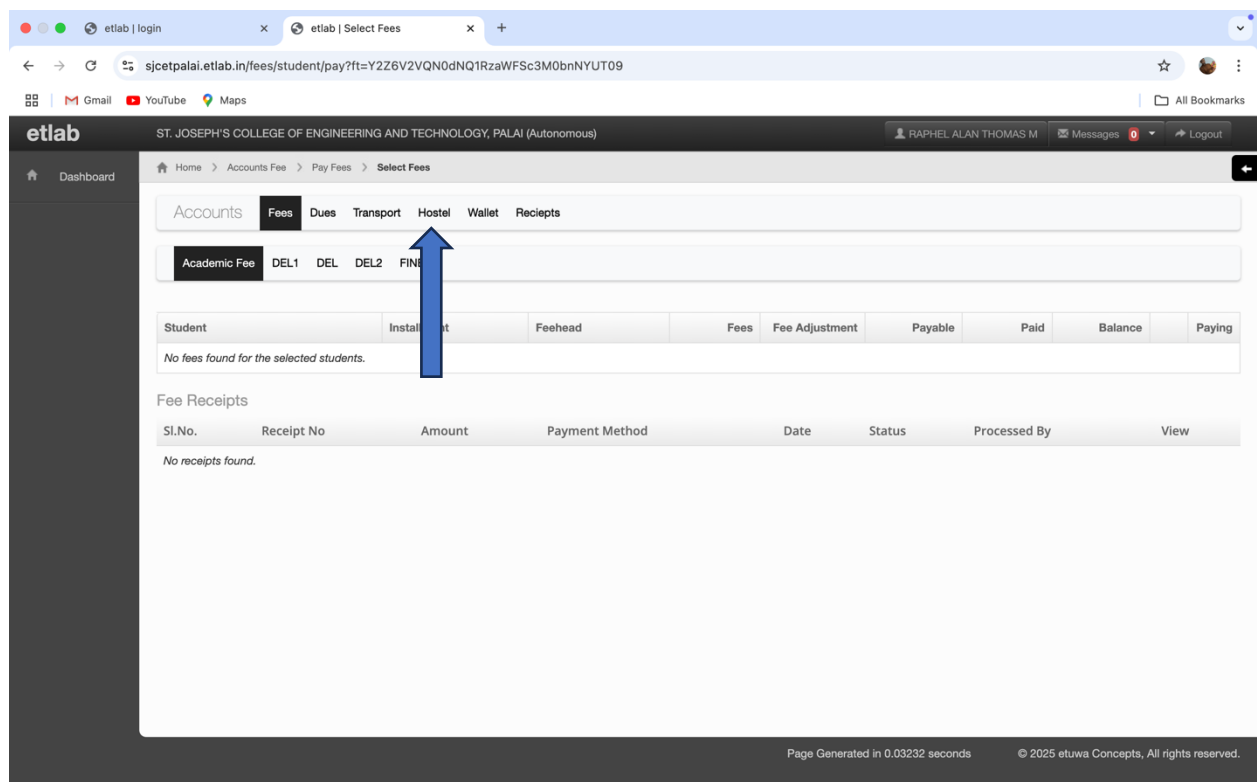 etlab | login
etlab | Select Fees
sjcetpalai.etlab.in/fees/student/pay?ft=Y2Z6V2VQN0dNQ1RzaWFSc3M0bnNYUT09
Gmail YouTube Maps All Bookmarks
etlab ST. JOSEPH'S COLLEGE OF ENGINEERING AND TECHNOLOGY, PALAI (Autonomous) RAPHEL ALAN THOMAS M Messages 0 Logout
Dashboard
Home > Accounts Fee > Pay Fees > Select Fees
Accounts Fees Dues Transport Hostel Wallet Reciepts
Academic Fee DEL1 DEL DEL2
Student Feehead Fees Fee Adjustment Payable Paid Balance Paying
No fees found for the selected students.
Fee Receipts
Sl.No. Receipt No Amount Payment Method Date Status Processed By View
No receipts found.
Page Generated in 0.03232 seconds © 2025 etuwa Concepts, All rights reserved.